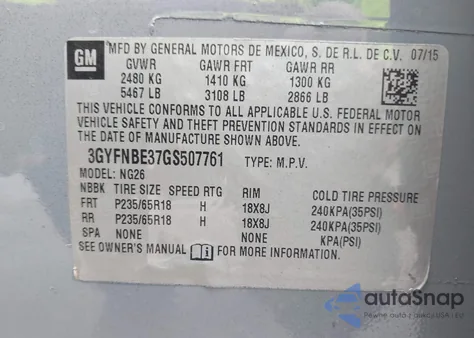 GM
MFD BY GENERAL MOTORS DE MEXICO, S. DE R.L. DE C.V. 07/15
GVWR GAWR FRT GAWR RR
2480 KG 1410 KG 1300 KG
5467 LB 3108 LB 2866 LB
THIS VEHICLE CONFORMS TO ALL APPLICABLE U.S. FEDERAL MOTOR
VEHICLE SAFETY AND THEFT PREVENTION STANDARDS IN EFFECT ON
THE DATE OF MANUFACTURE SHOWN ABOVE.
3GYFNBE37GS507761 TYPE: M.P.V.
MODEL: NG26
NBBK TIRE SIZE SPEED RTG RIM COLD TIRE PRESSURE
FRT P235/65R18 H 18X8J 240KPA(35PSI)
RR P235/65R18 H 18X8J 240KPA(35PSI)
SPA NONE NONE KPA(PSI)
SEE OWNER'S MANUAL FOR MORE INFORMATION.
autoSnap